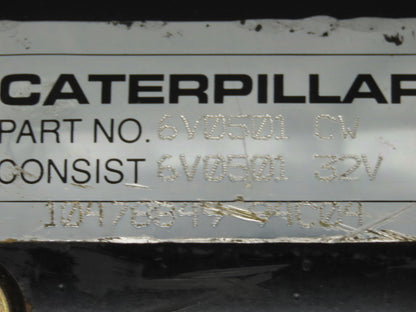 CATERPILLAR
PART NO. 6V0501 CW
CONSIST 6V0501 32V